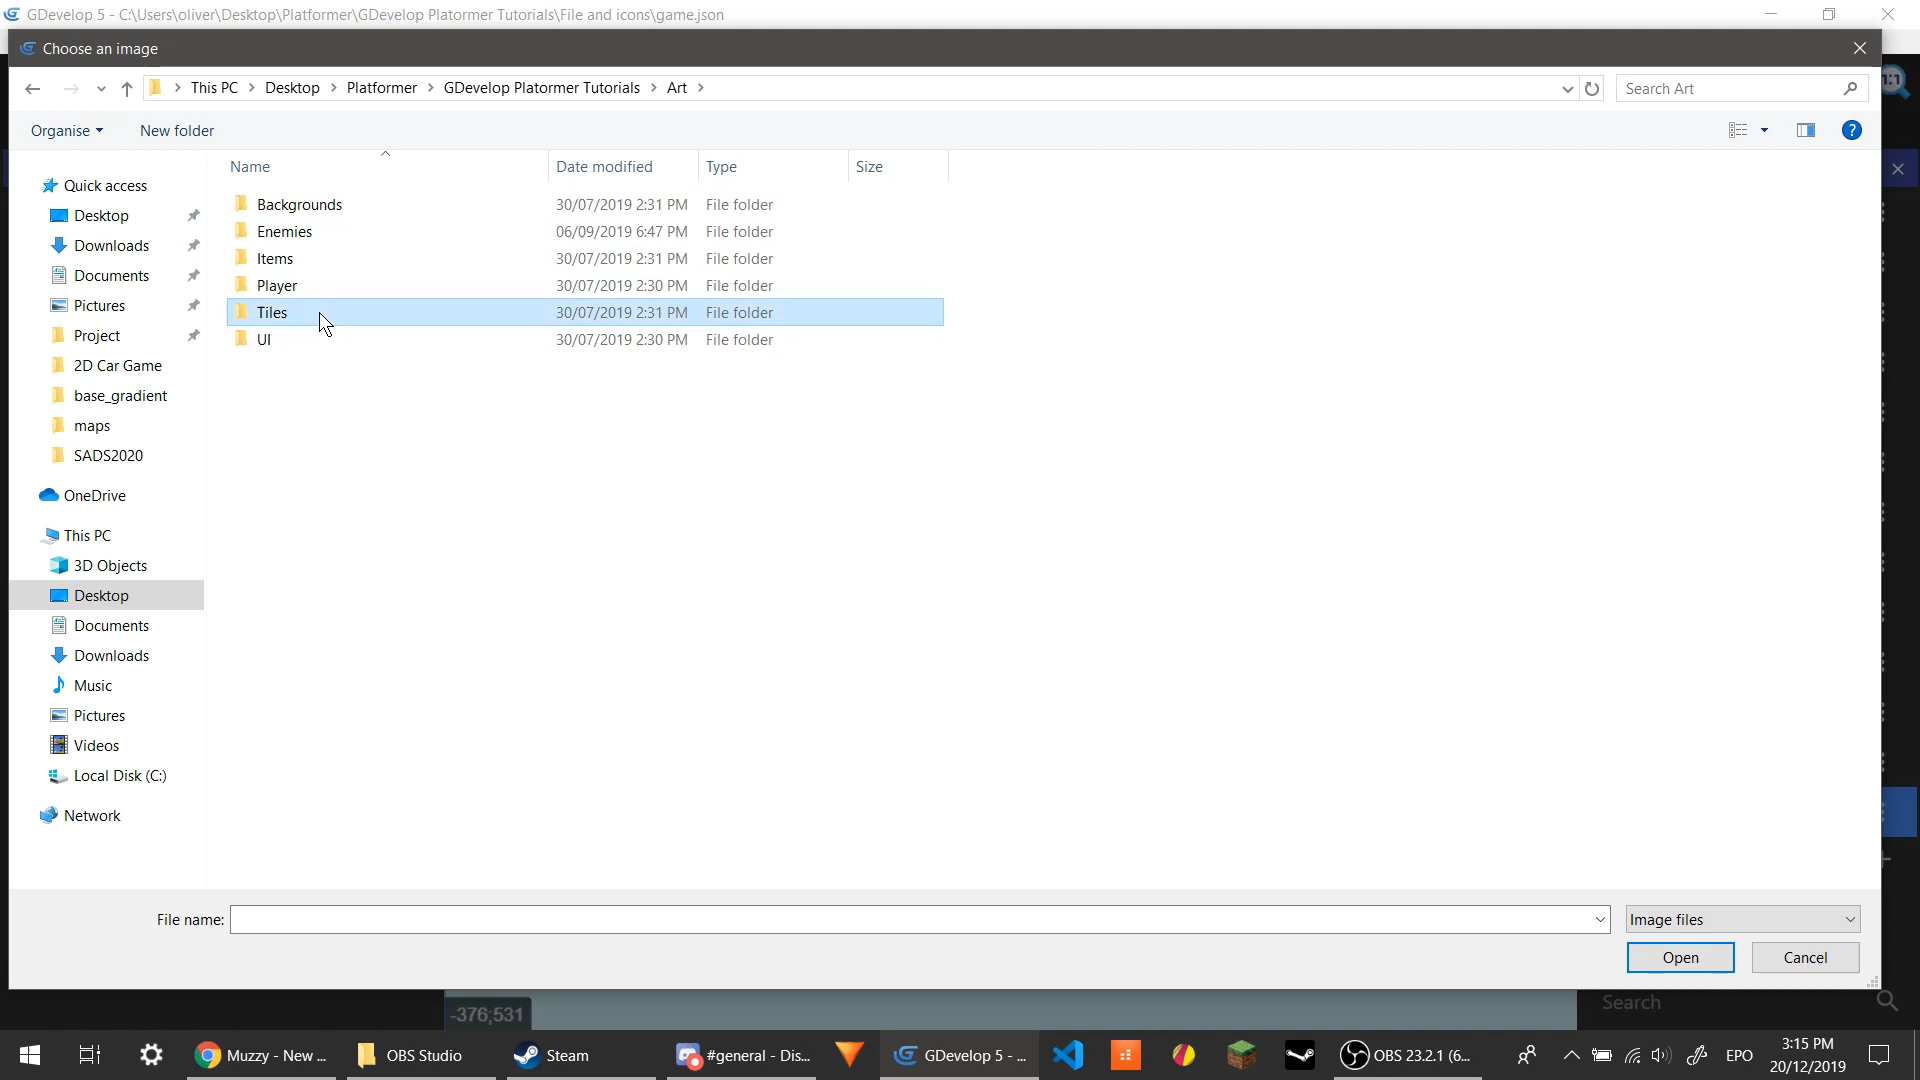 GDevelop 5 - C:\Users\oliver\Desktop\Platformer\GDevelop Platormer Tutorials\File and icons\game.json
Choose an image
This PC > Desktop > Platformer > GDevelop Platormer Tutorials > Art >
Search Art
1:1
Organise
New folder
Name
Date modified
Type
Size
Quick access
Desktop
Downloads
Documents
Pictures
Project
2D Car Game
base_gradient
maps
SADS2020
OneDrive
This PC
3D Objects
Desktop
Documents
Downloads
Music
Pictures
Videos
Local Disk (C:)
Network
Backgrounds 30/07/2019 2:31 PM File folder
Enemies 06/09/2019 6:47 PM File folder
Items 30/07/2019 2:31 PM File folder
Player 30/07/2019 2:30 PM File folder
Tiles 30/07/2019 2:31 PM File folder
UI 30/07/2019 2:30 PM File folder
File name:
Image files
Open
Cancel
-376;531
Search
Muzzy - New ...
OBS Studio
Steam
#general - Dis...
GDevelop 5 - ...
OBS 23.2.1 (6...
EPO
3:15 PM
20/12/2019